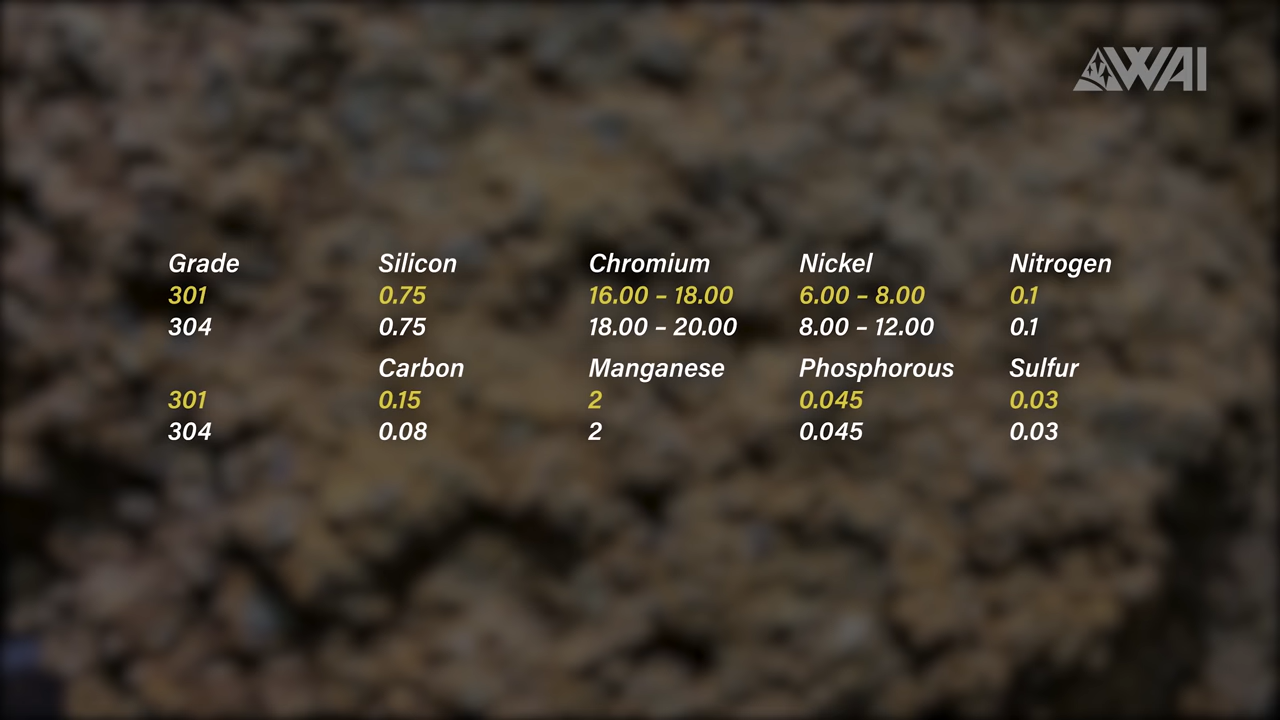 WAI
Grade Silicon Chromium Nickel Nitrogen
301 0.75 16.00 – 18.00 6.00 – 8.00 0.1
304 0.75 18.00 – 20.00 8.00 – 12.00 0.1
Carbon Manganese Phosphorous Sulfur
301 0.15 2 0.045 0.03
304 0.08 2 0.045 0.03